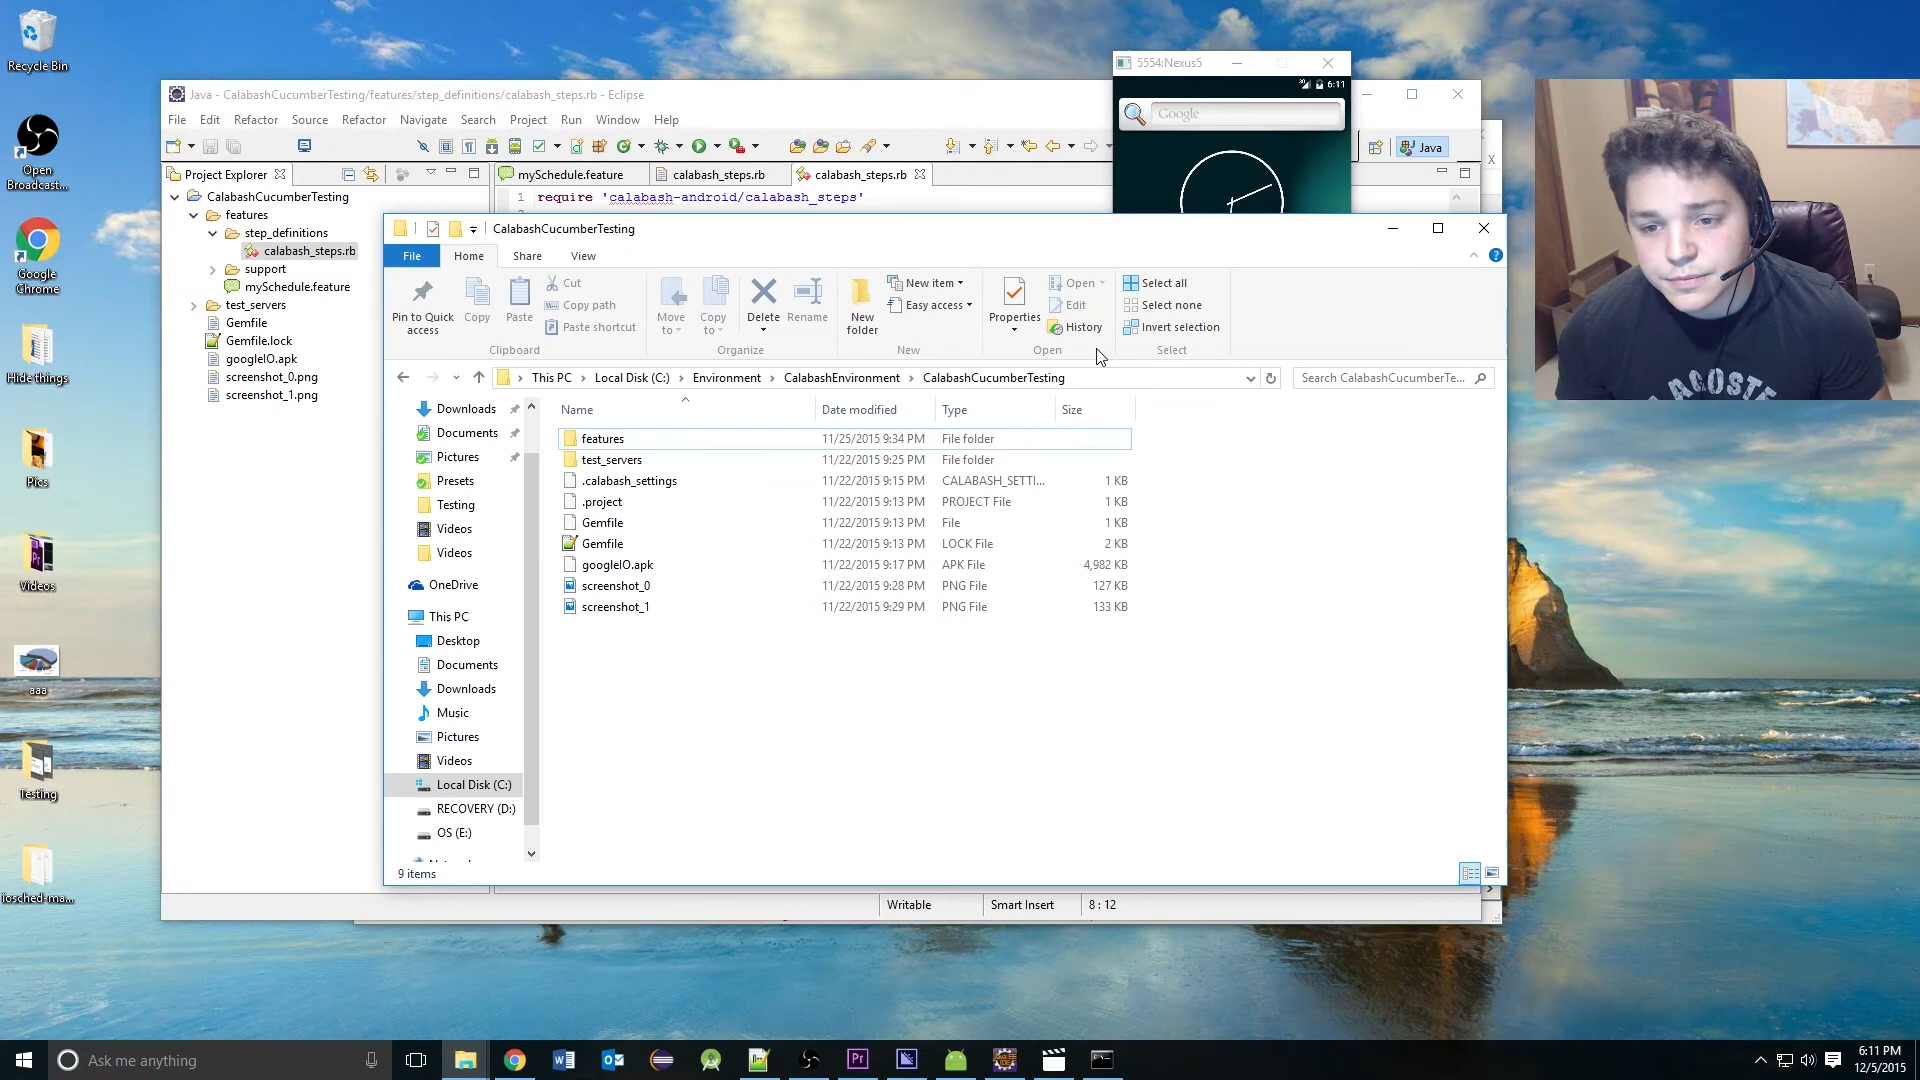 Recycle Bin
Open
Broadcast...
Google
Chrome
Hide things
Pics
Videos
aaa
Testing
iosched-ma...
Java - CalabashCucumberTesting/features/step_definitions/calabash_steps.rb - Eclipse
File Edit Refactor Source Refactor Navigate Search Project Run Window Help
Java
Project Explorer
CalabashCucumberTesting
features
step_definitions
calabash_steps.rb
support
mySchedule.feature
test_servers
Gemfile
Gemfile.lock
googleIO.apk
screenshot_0.png
screenshot_1.png
mySchedule.feature calabash_steps.rb calabash_steps.rb
1 require 'calabash-android/calabash_steps'
5554:Nexus5
6:11
Google
CalabashCucumberTesting
File Home Share View
Pin to Quick access
Copy
Paste
Cut
Copy path
Paste shortcut
Clipboard
Move to
Copy to
Delete
Rename
Organize
New folder
New item
Easy access
New
Properties
Open
Edit
History
Open
Select all
Select none
Invert selection
Select
This PC > Local Disk (C:) > Environment > CalabashEnvironment > CalabashCucumberTesting
Search CalabashCucumberTe...
Downloads
Documents
Pictures
Presets
Testing
Videos
Videos
OneDrive
This PC
Desktop
Documents
Downloads
Music
Pictures
Videos
Local Disk (C:)
RECOVERY (D:)
OS (E:)
Name Date modified Type Size
features 11/25/2015 9:34 PM File folder
test_servers 11/22/2015 9:25 PM File folder
.calabash_settings 11/22/2015 9:15 PM CALABASH_SETTI... 1 KB
.project 11/22/2015 9:13 PM PROJECT File 1 KB
Gemfile 11/22/2015 9:13 PM File 1 KB
Gemfile 11/22/2015 9:13 PM LOCK File 2 KB
googleIO.apk 11/22/2015 9:17 PM APK File 4,982 KB
screenshot_0 11/22/2015 9:28 PM PNG File 127 KB
screenshot_1 11/22/2015 9:29 PM PNG File 133 KB
9 items
Writable Smart Insert 8 : 12
LACOSTE
Ask me anything
6:11 PM
12/5/2015